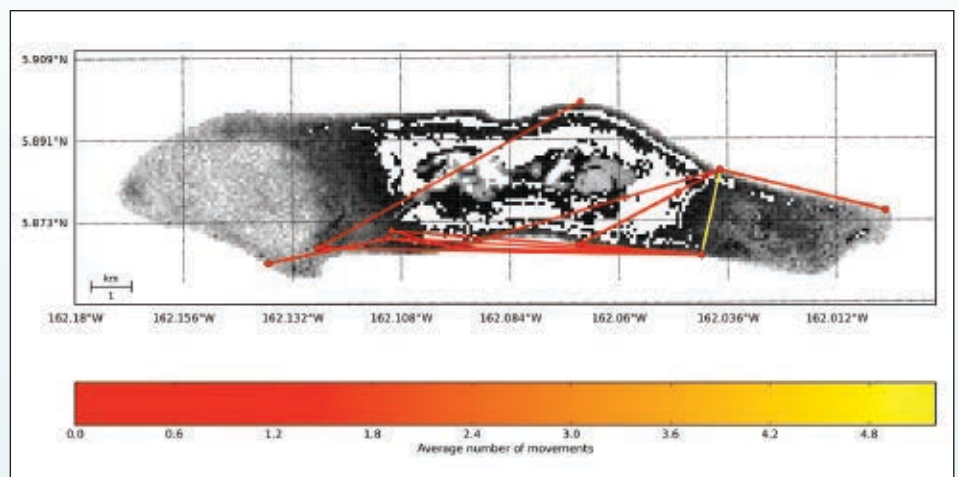 5.909°N
5.891°N
5.873°N
km
1
162.18°W 162.156°W 162.132°W 162.108°W 162.084°W 162.06°W 162.036°W 162.012°W
0.0 0.6 1.2 1.8 2.4 3.0 3.6 4.2 4.8
Average number of movements